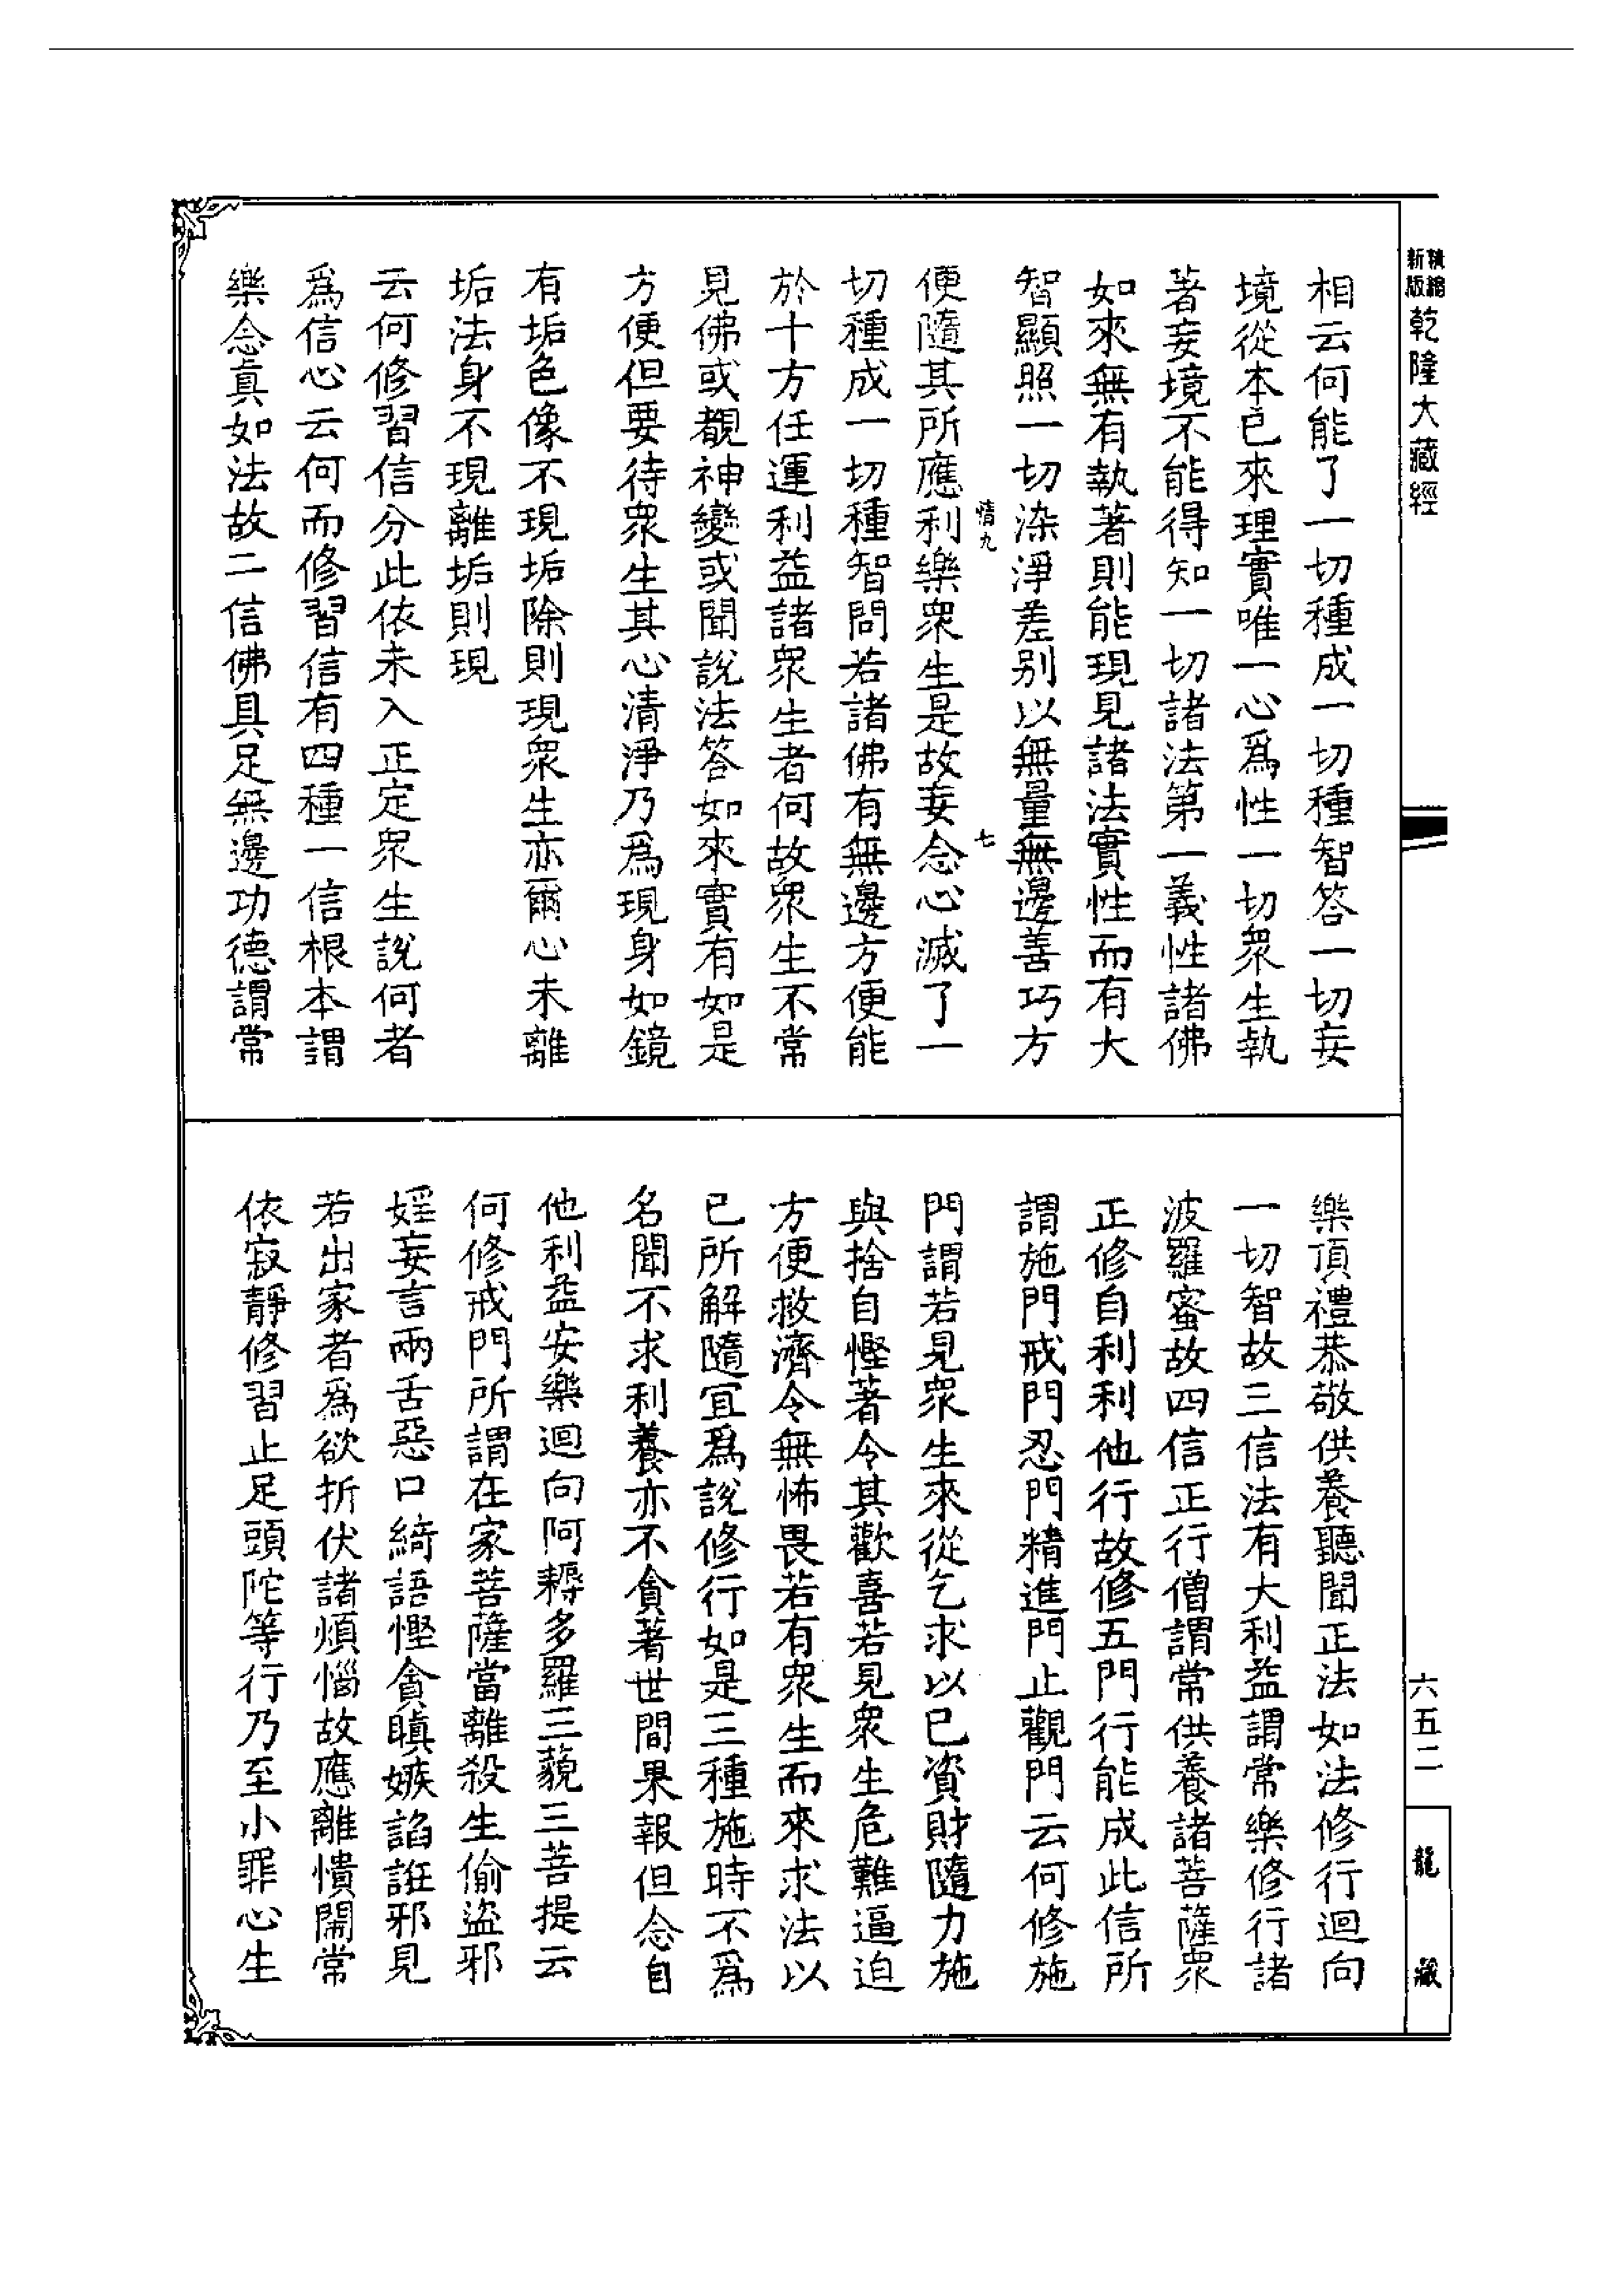 新縮
版精
乾隆大藏經
相云何能了一切種成一切種智答一切妄
境從本已來理實唯一心爲性一切衆生執
著妄境不能得知一切諸法第一義性諸佛
如來無有執著則能現見諸法實性而有大
智顯照一切染淨差別以無量無邊善巧方
情九
七
便隨其所應利樂衆生是故妄念心滅了一
切種成一切種智問若諸佛有無邊方便能
於十方任運利益諸衆生者何故衆生不常
見佛或覩神變或聞說法答如來實有如是
方便但要待衆生其心清淨乃爲現身如鏡
有垢色像不現垢除則現衆生亦爾心未離
垢法身不現離垢則現
云何修習信分此依未入正定衆生說何者
爲信心云何而修習信有四種一信根本謂
樂念真如法故二信佛具足無邊功德謂常
樂頂禮恭敬供養聽聞正法如法修行迴向
一切智故三信法有大利益謂常樂修行諸
波羅蜜故四信正行僧謂常供養諸菩薩衆
正修自利利他行故修五門行能成此信所
謂施門戒門忍門精進門止觀門云何修施
門謂若見衆生來從乞求以已資財隨力施
與捨自慳著令其歡喜若見衆生危難逼迫
方便救濟令無怖畏若有衆生而來求法以
已所解隨宜爲說修行如是三種施時不爲
名聞不求利養亦不貪著世間果報但念自
他利益安樂迴向阿耨多羅三藐三菩提云
何修戒門所謂在家菩薩當離殺生偷盜邪
婬妄言兩舌惡口綺語慳貪瞋嫉諂誑邪見
若出家者爲欲折伏諸煩惱故應離憒閙常
依寂靜修習止足頭陀等行乃至小罪心生
六五二
龍藏